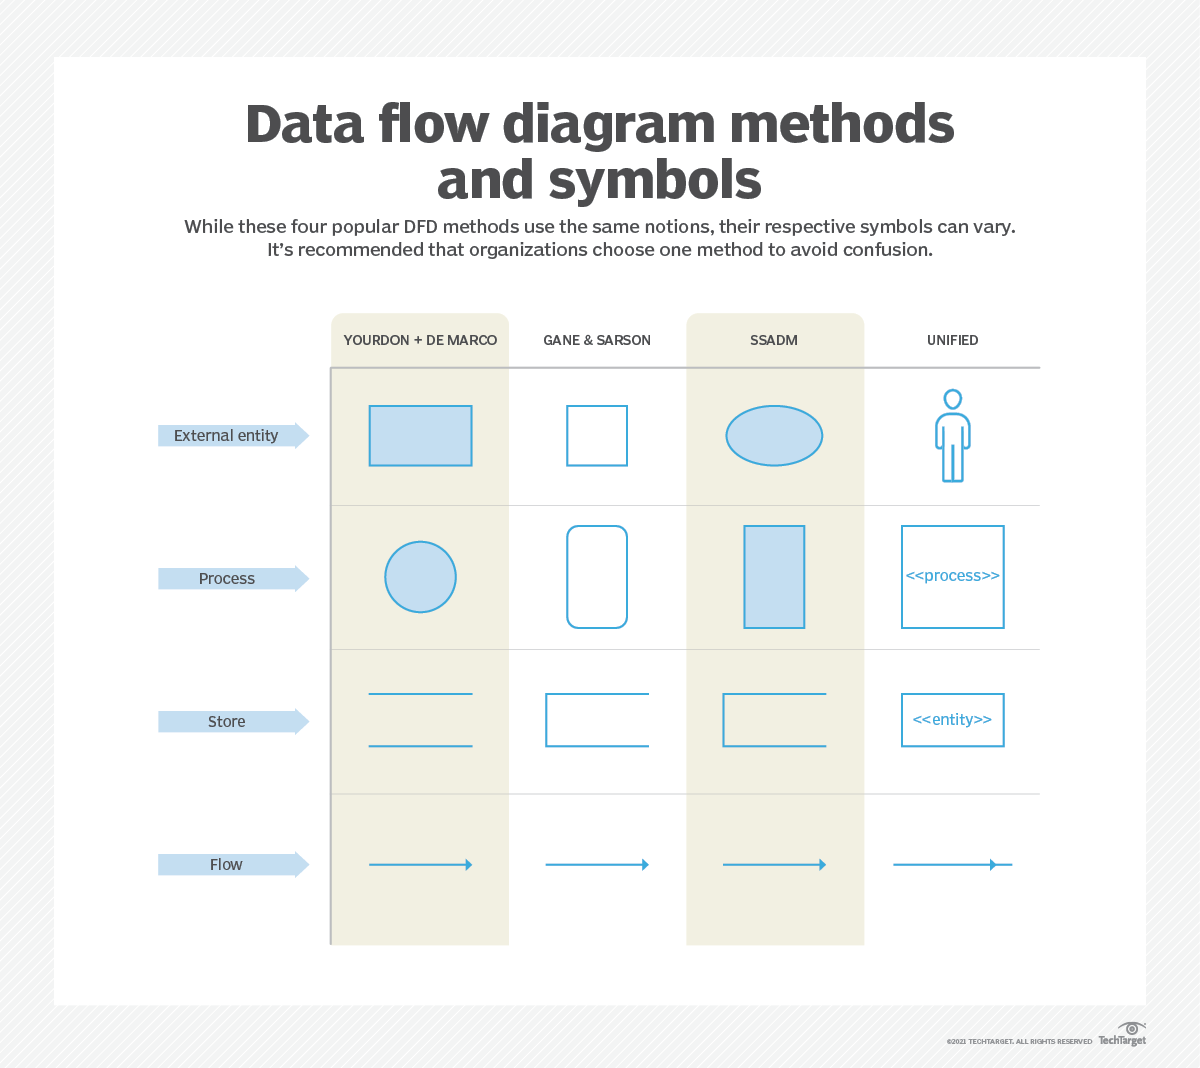 Data flow diagram methods
and symbols
While these four popular DFD methods use the same notions, their respective symbols can vary.
It's recommended that organizations choose one method to avoid confusion.
YOURDON + DE MARCO
GANE & SARSON
SSADM
UNIFIED
External entity
Process
<<process>>
Store
<<entity>>
Flow
©2021 TECHTARGET. ALL RIGHTS RESERVED
TechTarget